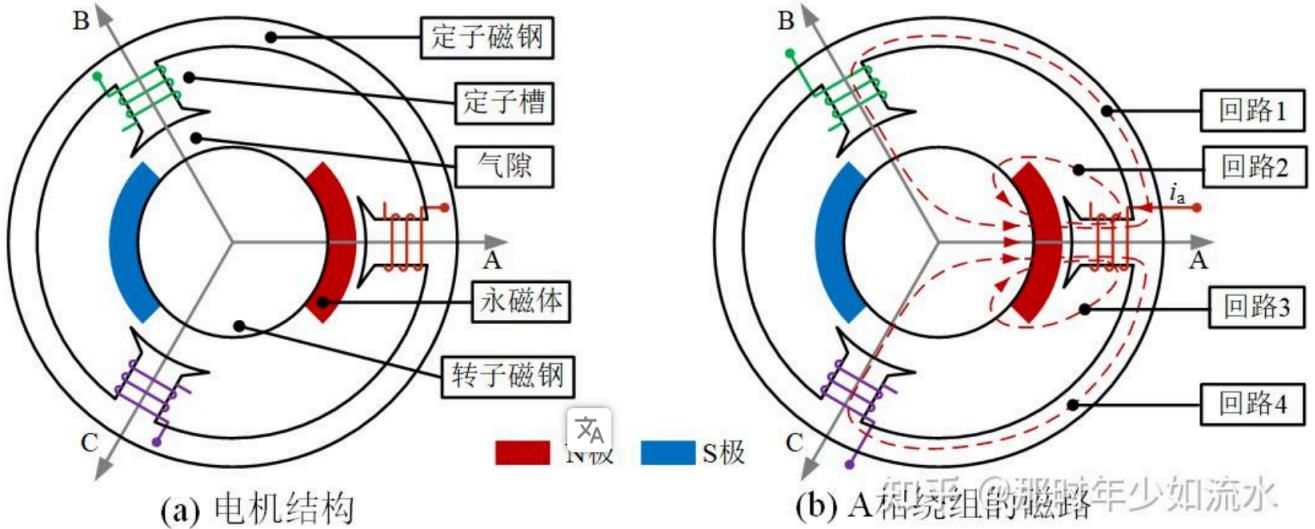 B
定子磁钢
定子槽
气隙
A
永磁体
转子磁钢
C
N极
S极
(a) 电机结构
B
回路1
回路2
ia
A
回路3
回路4
C
(b) A相绕组的磁路
知乎 @那时年少如流水